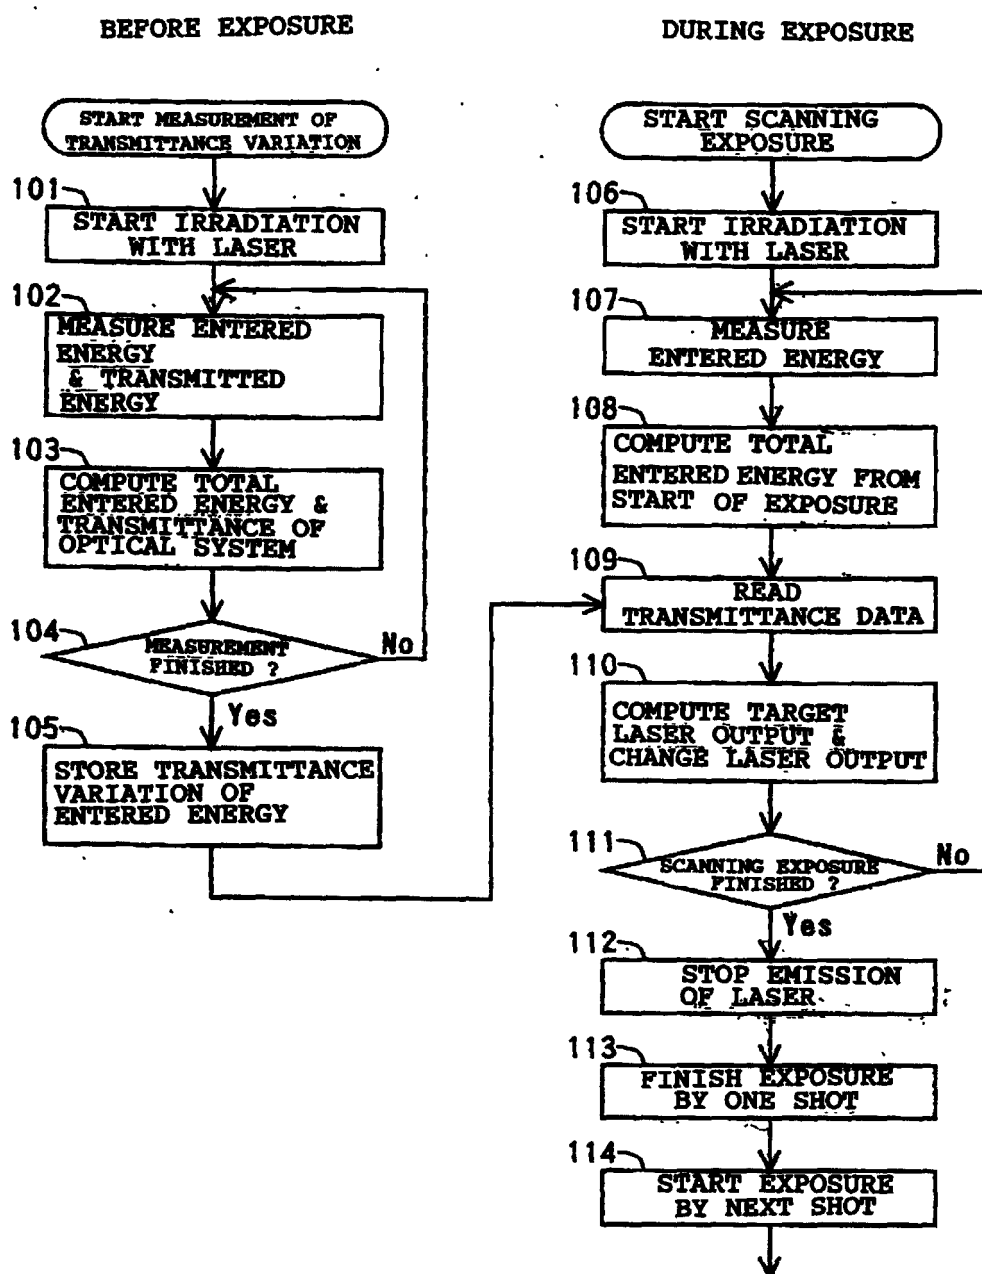 BEFORE EXPOSURE
START MEASUREMENT OF
TRANSMITTANCE VARIATION
101
START IRRADIATION
WITH LASER
102
MEASURE ENTERED
ENERGY
& TRANSMITTED
ENERGY
103
COMPUTE TOTAL
ENTERED ENERGY &
TRANSMITTANCE OF
OPTICAL SYSTEM
104
MEASUREMENT
FINISHED ?
No
Yes
105
STORE TRANSMITTANCE
VARIATION OF
ENTERED ENERGY
DURING EXPOSURE
START SCANNING
EXPOSURE
106
START IRRADIATION
WITH LASER
107
MEASURE
ENTERED ENERGY
108
COMPUTE TOTAL
ENTERED ENERGY FROM
START OF EXPOSURE
109
READ
TRANSMITTANCE DATA
110
COMPUTE TARGET
LASER OUTPUT &
CHANGE LASER OUTPUT
111
SCANNING EXPOSURE
FINISHED ?
No
Yes
112
STOP EMISSION
OF LASER
113
FINISH EXPOSURE
BY ONE SHOT
114
START EXPOSURE
BY NEXT SHOT